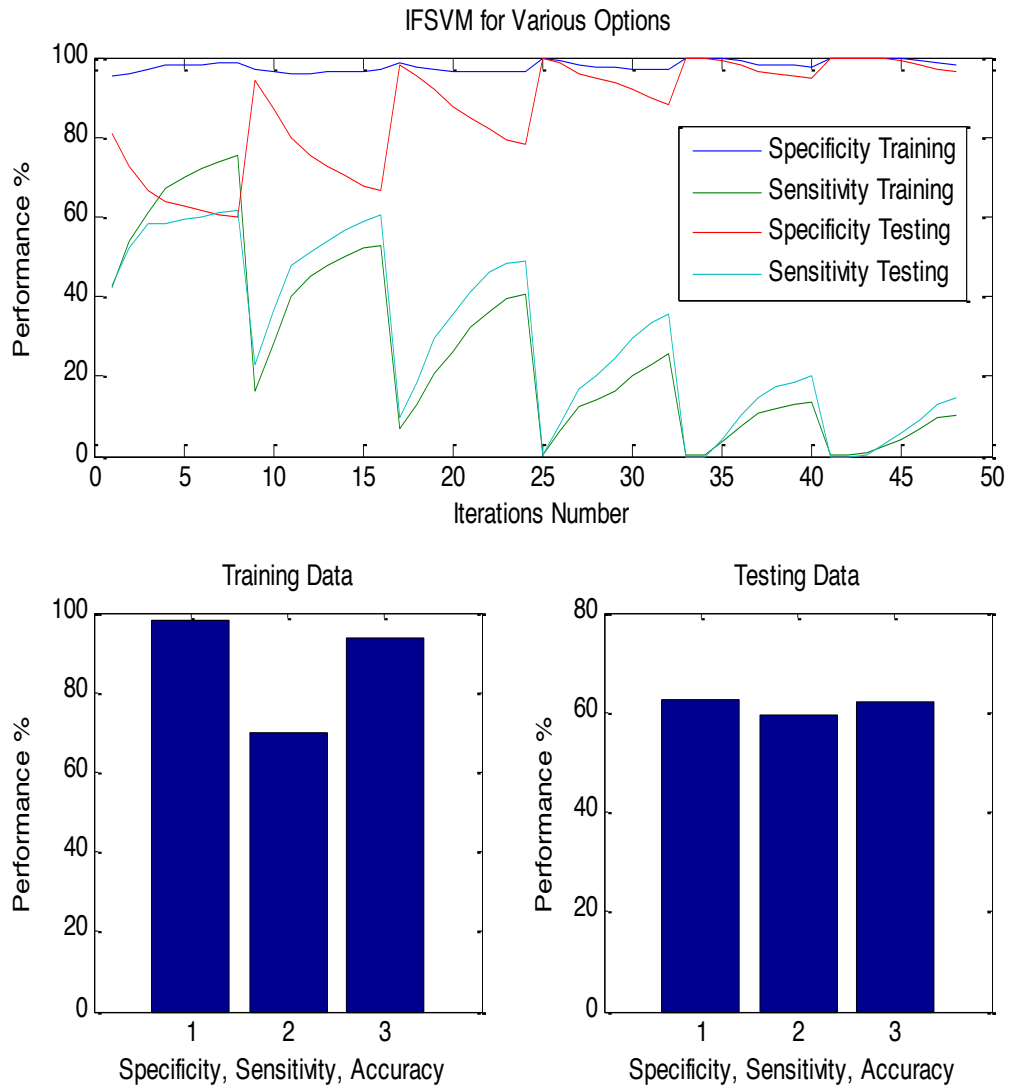 IFSVM for Various Options
100
80
60
40
20
0
Performance %
Specificity Training
Sensitivity Training
Specificity Testing
Sensitivity Testing
0 5 10 15 20 25 30 35 40 45 50
Iterations Number
Training Data
100
80
60
40
20
0
Performance %
1 2 3
Specificity, Sensitivity, Accuracy
Testing Data
80
60
40
20
0
Performance %
1 2 3
Specificity, Sensitivity, Accuracy